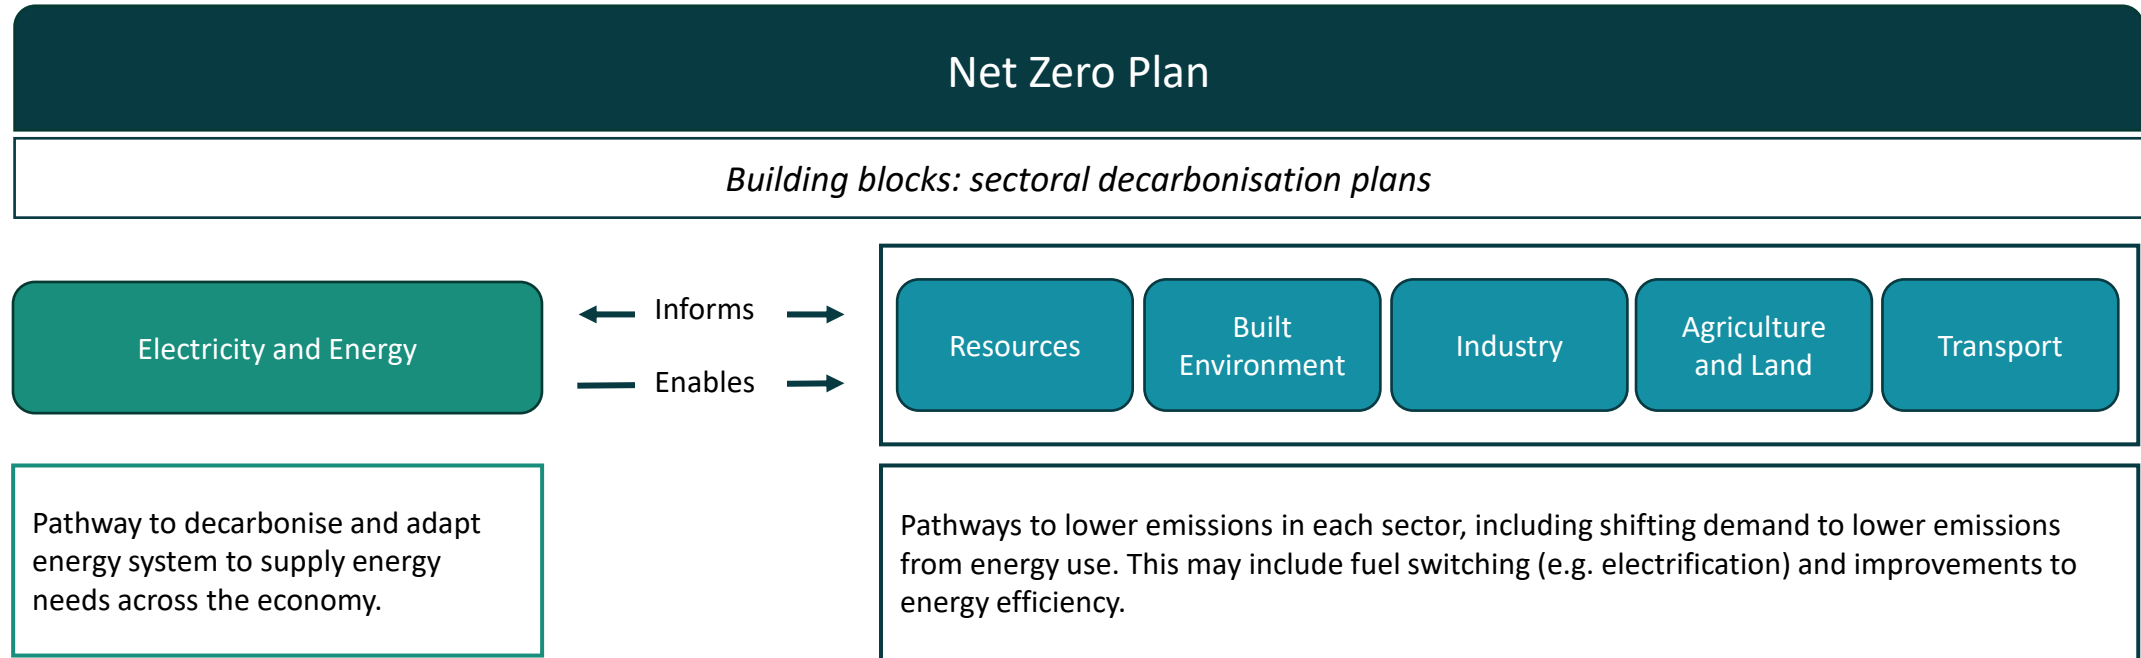 Net Zero Plan
Building blocks: sectoral decarbonisation plans
Electricity and Energy
Informs
Enables
Resources
Built
Environment
Industry
Agriculture
and Land
Transport
Pathway to decarbonise and adapt
energy system to supply energy
needs across the economy.
Pathways to lower emissions in each sector, including shifting demand to lower emissions
from energy use. This may include fuel switching (e.g. electrification) and improvements to
energy efficiency.